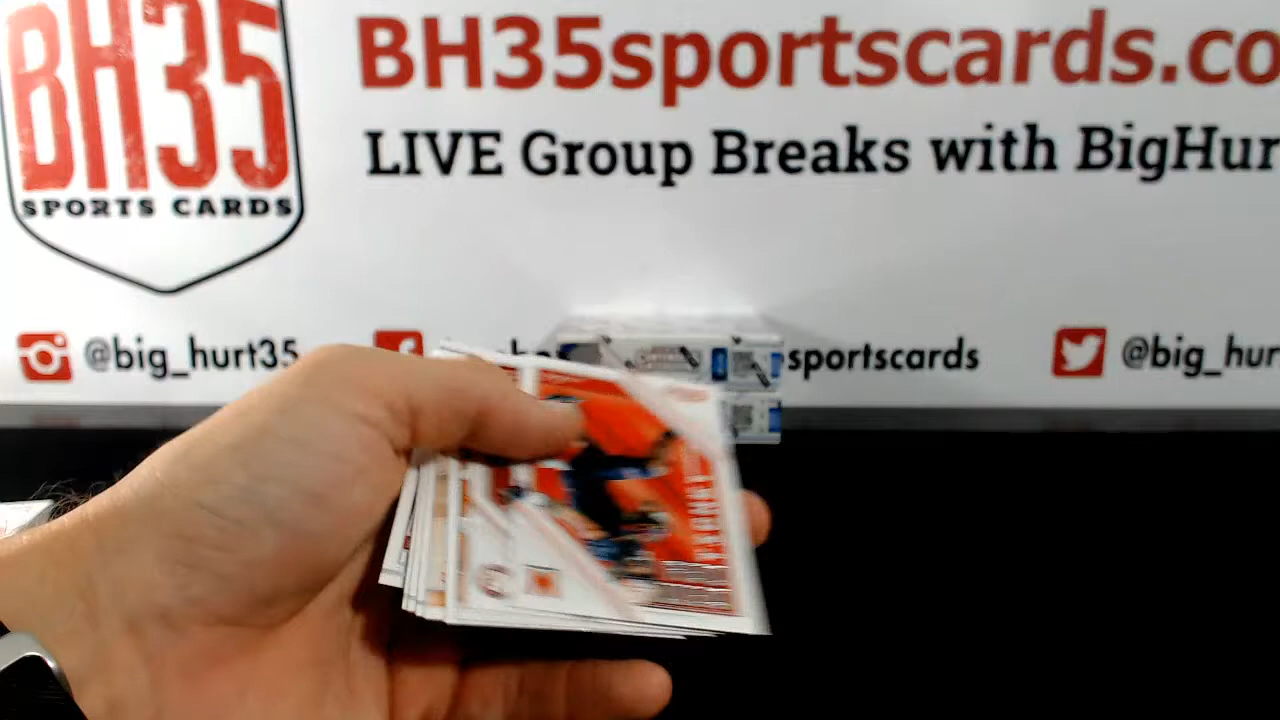 BH35
SPORTS CARDS
BH35sportscards.co
LIVE Group Breaks with BigHur
@big_hurt35
sportscards
@big_hur